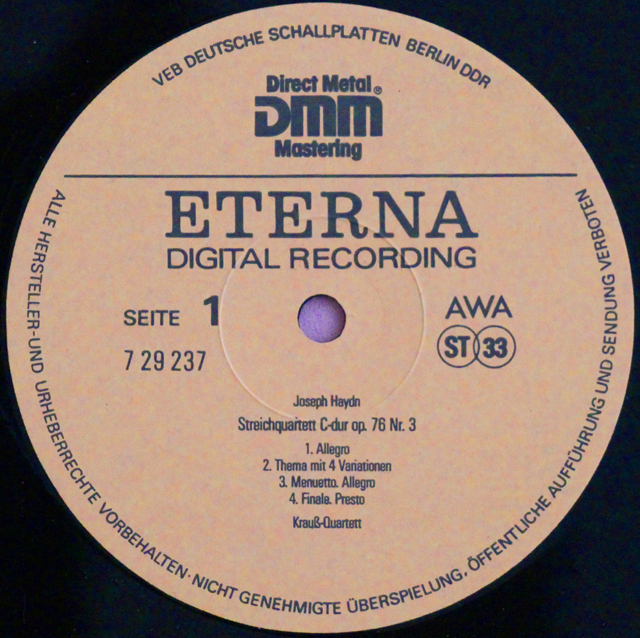 VEB DEUTSCHE SCHALLPLATTEN BERLIN DDR
Direct Metal®
DMM
Mastering
ETERNA
DIGITAL RECORDING
SEITE 1
AWA
7 29 237
ST 33
Joseph Haydn
Streichquartett C-dur op. 76 Nr. 3
1. Allegro
2. Thema mit 4 Variationen
3. Menuetto. Allegro
4. Finale. Presto
Krauß-Quartett
ALLE HERSTELLER-UND URHEBERRECHTE VORBEHALTEN·NICHT GENEHMIGTE ÜBERSPIELUNG, ÖFFENTLICHE AUFFÜHRUNG UND SENDUNG VERBOTEN